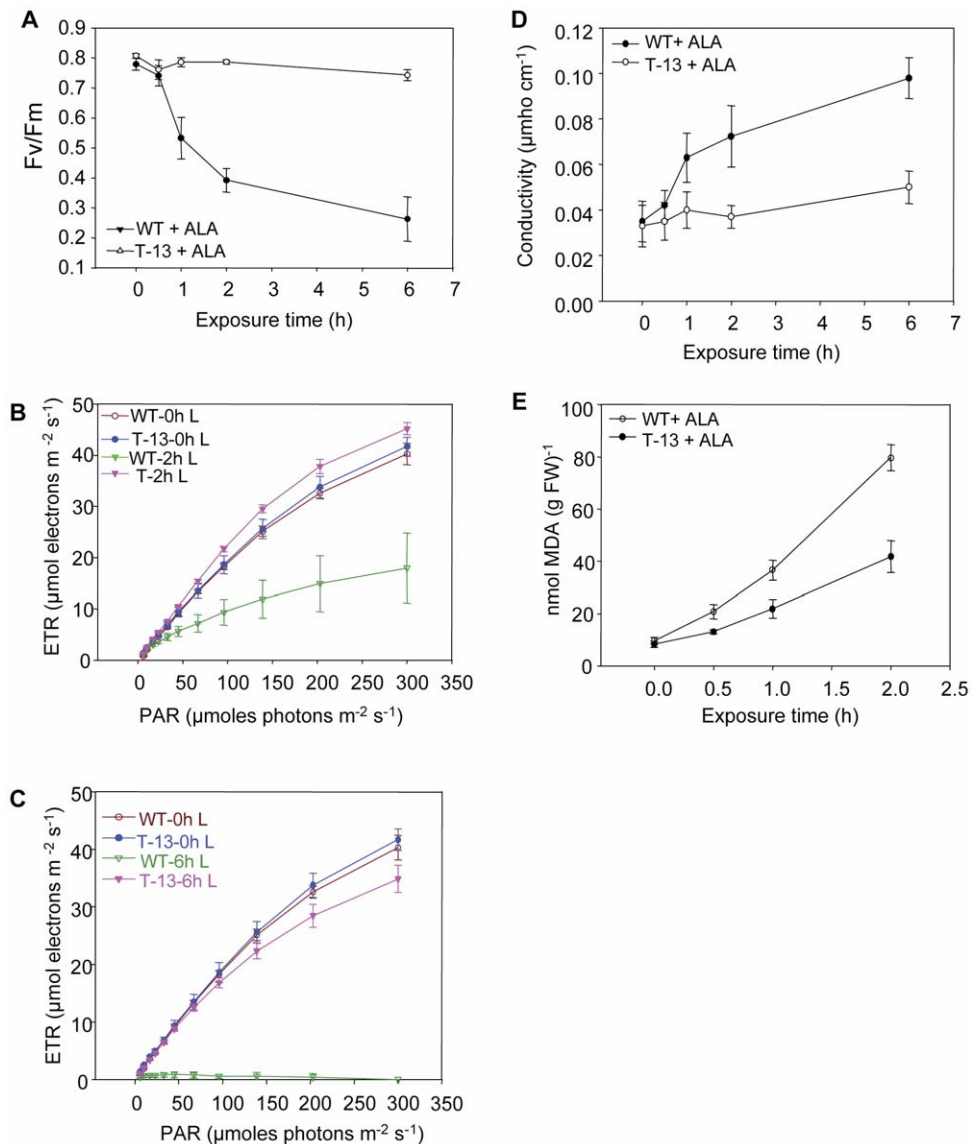 A
Fv/Fm
0.9
0.8
0.7
0.6
0.5
0.4
0.3
0.2
0.1
WT + ALA
T-13 + ALA
0 1 2 3 4 5 6 7
Exposure time (h)
B
ETR (µmol electrons m-2 s-1)
50
40
30
20
10
0
WT-0h L
T-13-0h L
WT-2h L
T-2h L
0 50 100 150 200 250 300 350
PAR (µmoles photons m-2 s-1)
C
ETR (µmol electrons m-2 s-1)
50
40
30
20
10
0
WT-0h L
T-13-0h L
WT-6h L
T-13-6h L
0 50 100 150 200 250 300 350
PAR (µmoles photons m-2 s-1)
D
Conductivity (µmho cm-1)
0.12
0.10
0.08
0.06
0.04
0.02
0.00
WT+ ALA
T-13 + ALA
0 1 2 3 4 5 6 7
Exposure time (h)
E
nmol MDA (g FW)-1
100
80
60
40
20
0
WT+ ALA
T-13 + ALA
0.0 0.5 1.0 1.5 2.0 2.5
Exposure time (h)